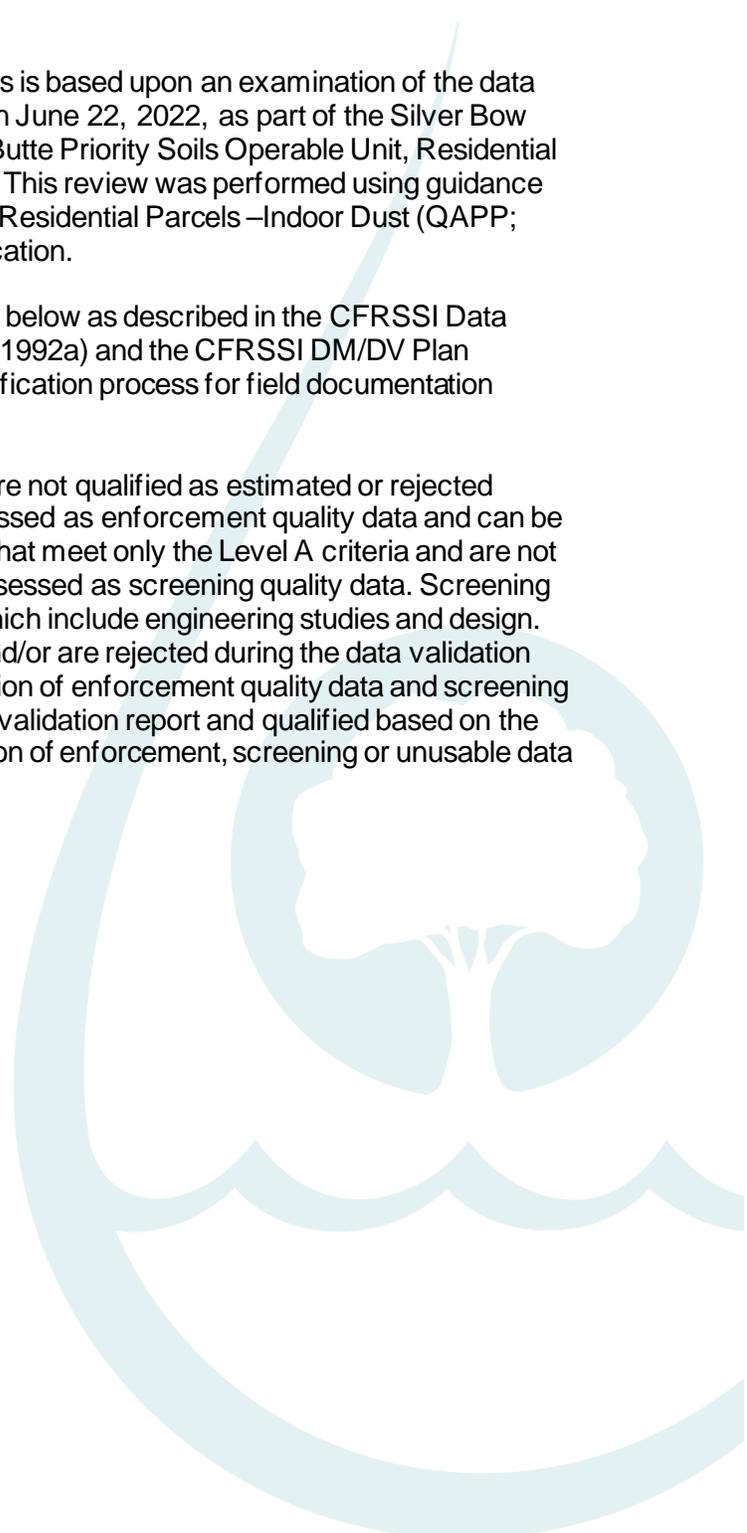 s is based upon an examination of the data
n June 22, 2022, as part of the Silver Bow
Butte Priority Soils Operable Unit, Residential
This review was performed using guidance
Residential Parcels –Indoor Dust (QAPP;
cation.
below as described in the CFRSSI Data
1992a) and the CFRSSI DM/DV Plan
fication process for field documentation
re not qualified as estimated or rejected
ssed as enforcement quality data and can be
hat meet only the Level A criteria and are not
sessed as screening quality data. Screening
hich include engineering studies and design.
nd/or are rejected during the data validation
ion of enforcement quality data and screening
validation report and qualified based on the
on of enforcement, screening or unusable data